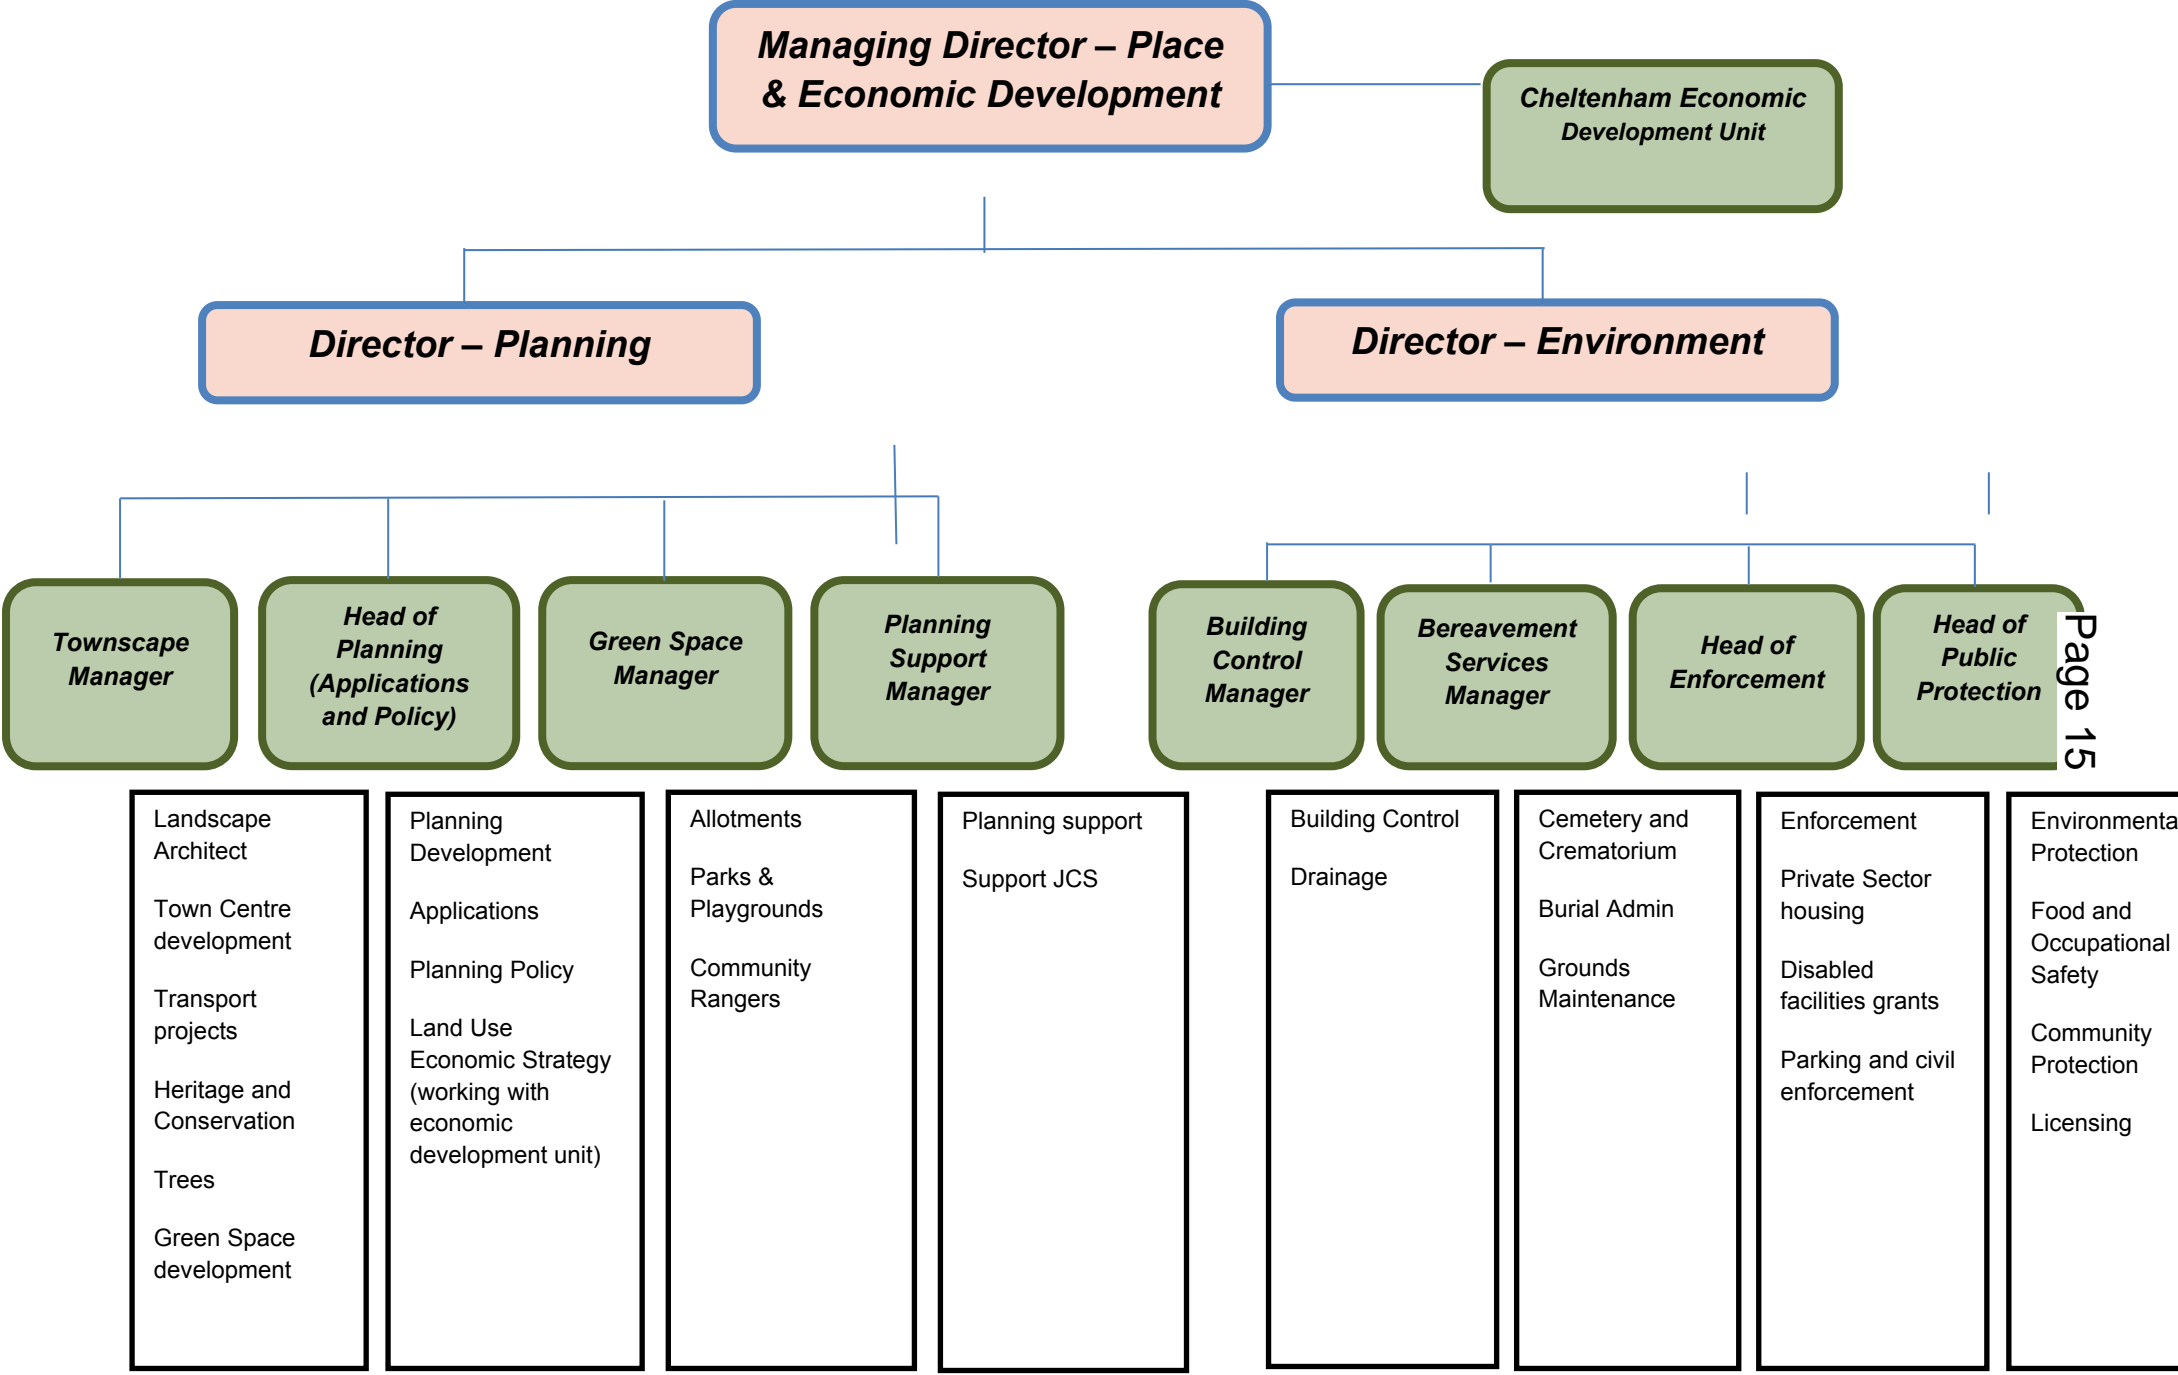 Managing Director – Place
& Economic Development
Cheltenham Economic
Development Unit
Director – Planning
Director – Environment
Townscape
Manager
Head of
Planning
(Applications
and Policy)
Green Space
Manager
Planning
Support
Manager
Building
Control
Manager
Bereavement
Services
Manager
Head of
Enforcement
Head of
Public
Protection
Page 15
Landscape
Architect
Town Centre
development
Transport
projects
Heritage and
Conservation
Trees
Green Space
development
Planning
Development
Applications
Planning Policy
Land Use
Economic Strategy
(working with
economic
development unit)
Allotments
Parks &
Playgrounds
Community
Rangers
Planning support
Support JCS
Building Control
Drainage
Cemetery and
Crematorium
Burial Admin
Grounds
Maintenance
Enforcement
Private Sector
housing
Disabled
facilities grants
Parking and civil
enforcement
Environmenta
Protection
Food and
Occupational
Safety
Community
Protection
Licensing